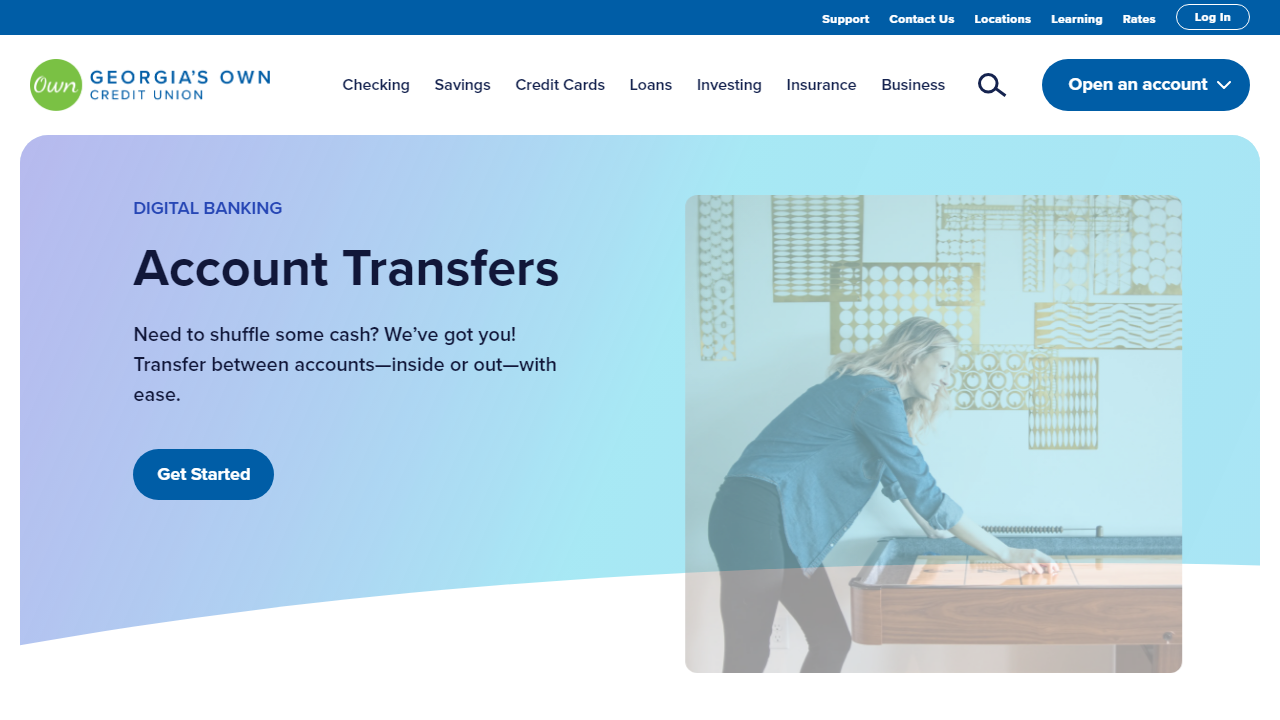 Support Contact Us Locations Learning Rates Log In
Own GEORGIA'S OWN
CREDIT UNION
Checking Savings Credit Cards Loans Investing Insurance Business Open an account
DIGITAL BANKING
Account Transfers
Need to shuffle some cash? We’ve got you!
Transfer between accounts—inside or out—with
ease.
Get Started